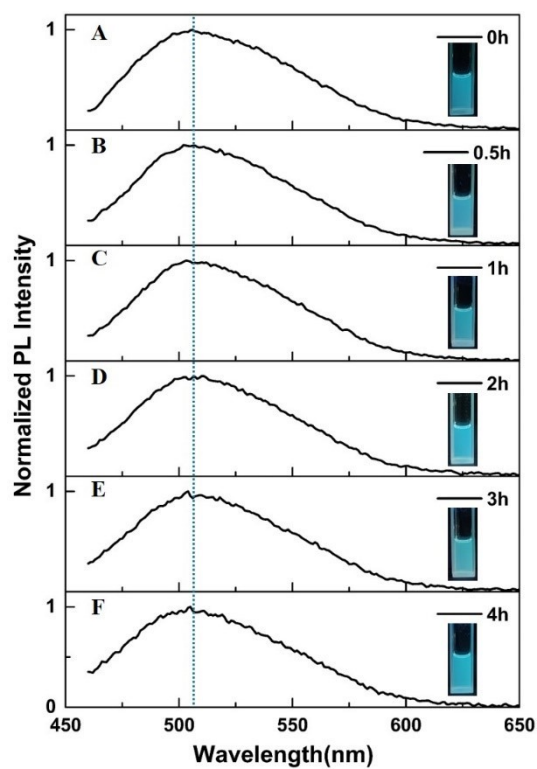 A
0h
1
B
0.5h
1
C
1h
1
D
2h
1
E
3h
1
F
4h
1
0
450 500 550 600 650
Wavelength(nm)
Normalized PL Intensity